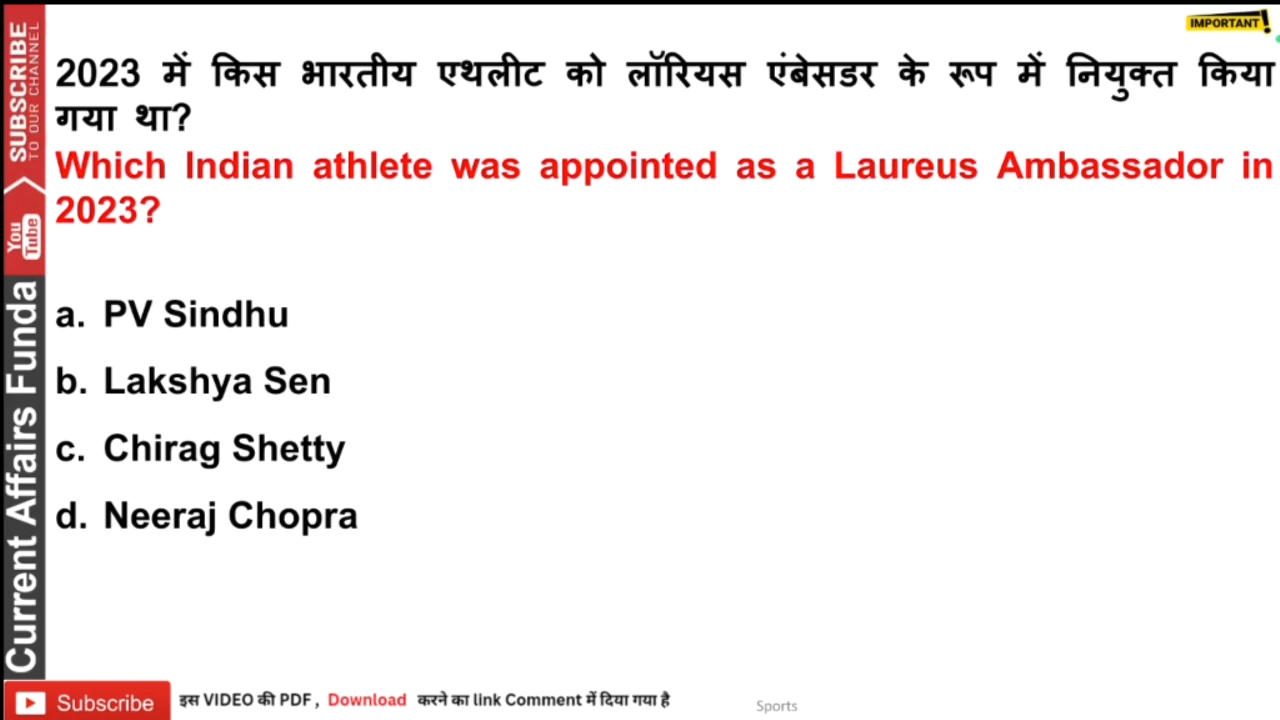 IMPORTANT!
2023 में किस भारतीय एथलीट को लॉरियस एंबेसडर के रूप में नियुक्त किया
गया था?
Which Indian athlete was appointed as a Laureus Ambassador in
2023?
a. PV Sindhu
b. Lakshya Sen
c. Chirag Shetty
d. Neeraj Chopra
SUBSCRIBE
TO OUR CHANNEL
You
Tube
Current Affairs Funda
Subscribe
इस VIDEO की PDF , Download करने का link Comment में दिया गया है
Sports